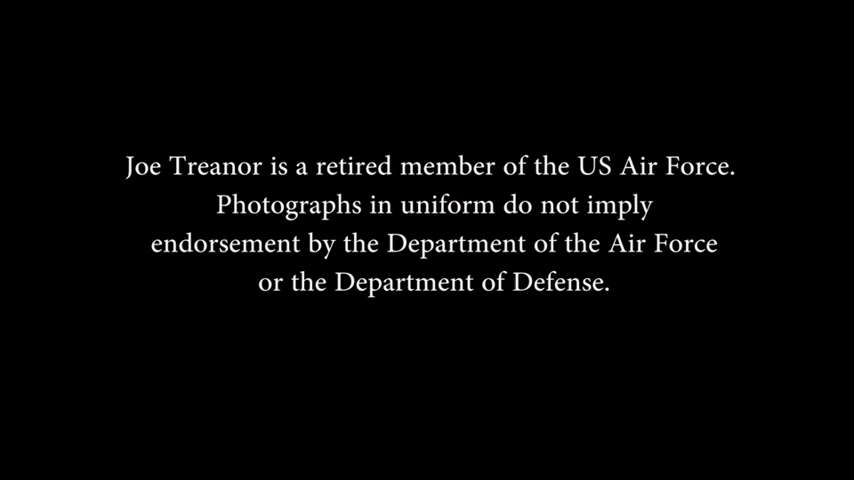 Joe Treanor is a retired member of the US Air Force.
Photographs in uniform do not imply
endorsement by the Department of the Air Force
or the Department of Defense.